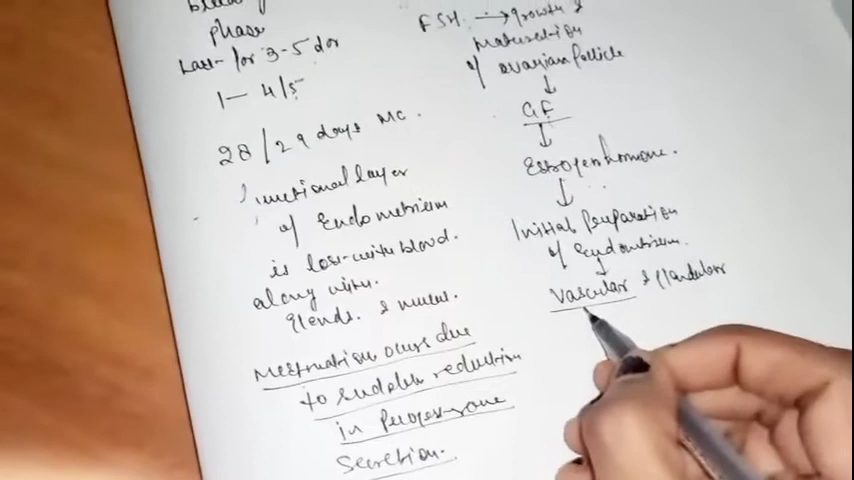 phase
Last for 3-5 day
1- 4/5
28/29 days MC.
Functional layer
of Endometrium
is loss with blood.
along with.
glands. & mucus.
Menstruation occurs due
to sudden reduction
in Progesterone
Secretion.
FSH. → growth &
Maturation
of ovarian follicle
↓
GF
↓
Estrogen hormone.
↓
Initial preparation
of Endometrium.
↓
Vascular & glandular